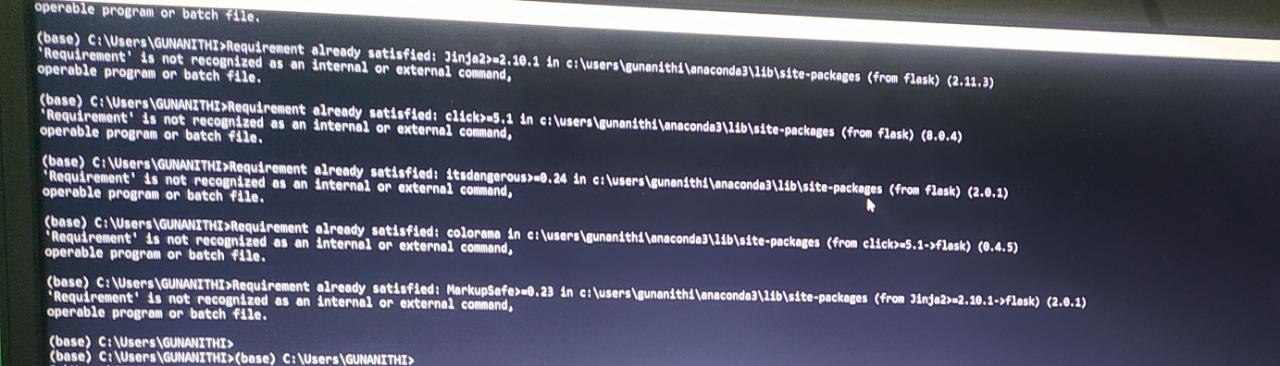 operable program or batch file.
(base) C:\Users\GUNANITHI>Requirement already satisfied: Jinja2>=2.10.1 in c:\users\gunanithi\anaconda3\lib\site-packages (from flask) (2.11.3)
'Requirement' is not recognized as an internal or external command,
operable program or batch file.
(base) C:\Users\GUNANITHI>Requirement already satisfied: click>=5.1 in c:\users\gunanithi\anaconda3\lib\site-packages (from flask) (8.0.4)
'Requirement' is not recognized as an internal or external command,
operable program or batch file.
(base) C:\Users\GUNANITHI>Requirement already satisfied: itsdangerous>=0.24 in c:\users\gunanithi\anaconda3\lib\site-packages (from flask) (2.0.1)
'Requirement' is not recognized as an internal or external command,
operable program or batch file.
(base) C:\Users\GUNANITHI>Requirement already satisfied: colorama in c:\users\gunanithi\anaconda3\lib\site-packages (from click>=5.1->flask) (0.4.5)
'Requirement' is not recognized as an internal or external command,
operable program or batch file.
(base) C:\Users\GUNANITHI>Requirement already satisfied: MarkupSafe>=0.23 in c:\users\gunanithi\anaconda3\lib\site-packages (from Jinja2>=2.10.1->flask) (2.0.1)
'Requirement' is not recognized as an internal or external command,
operable program or batch file.
(base) C:\Users\GUNANITHI>
(base) C:\Users\GUNANITHI>(base) C:\Users\GUNANITHI>